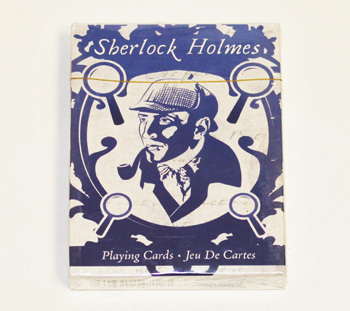 Sherlock Holmes
Playing Cards • Jeu De Cartes